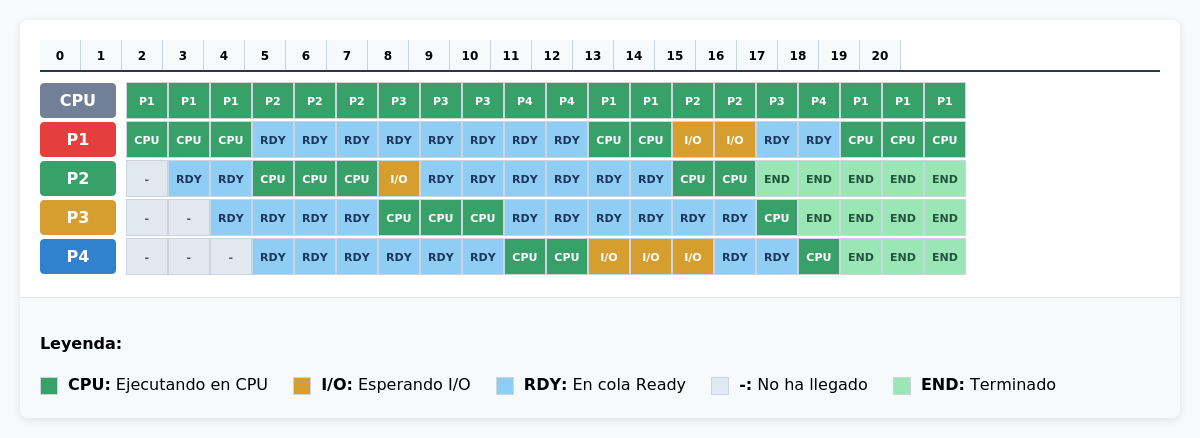 0 1 2 3 4 5 6 7 8 9 10 11 12 13 14 15 16 17 18 19 20
CPU P1 P1 P1 P2 P2 P2 P3 P3 P3 P4 P4 P1 P1 P2 P2 P3 P4 P1 P1 P1
P1 CPU CPU CPU RDY RDY RDY RDY RDY RDY RDY RDY CPU CPU I/O I/O RDY RDY CPU CPU CPU
P2 - RDY RDY CPU CPU CPU I/O RDY RDY RDY RDY RDY RDY CPU CPU END END END END END
P3 - - RDY RDY RDY RDY CPU CPU CPU RDY RDY RDY RDY RDY RDY CPU END END END END
P4 - - - RDY RDY RDY RDY RDY RDY CPU CPU I/O I/O I/O RDY RDY CPU END END END
Leyenda:
CPU: Ejecutando en CPU I/O: Esperando I/O RDY: En cola Ready -: No ha llegado END: Terminado